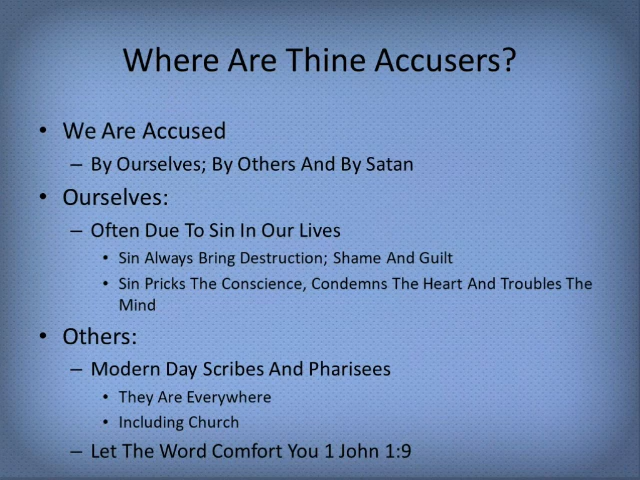 Where Are Thine Accusers?
• We Are Accused
– By Ourselves; By Others And By Satan
• Ourselves:
– Often Due To Sin In Our Lives
• Sin Always Bring Destruction; Shame And Guilt
• Sin Pricks The Conscience, Condemns The Heart And Troubles The
Mind
• Others:
– Modern Day Scribes And Pharisees
• They Are Everywhere
• Including Church
– Let The Word Comfort You 1 John 1:9